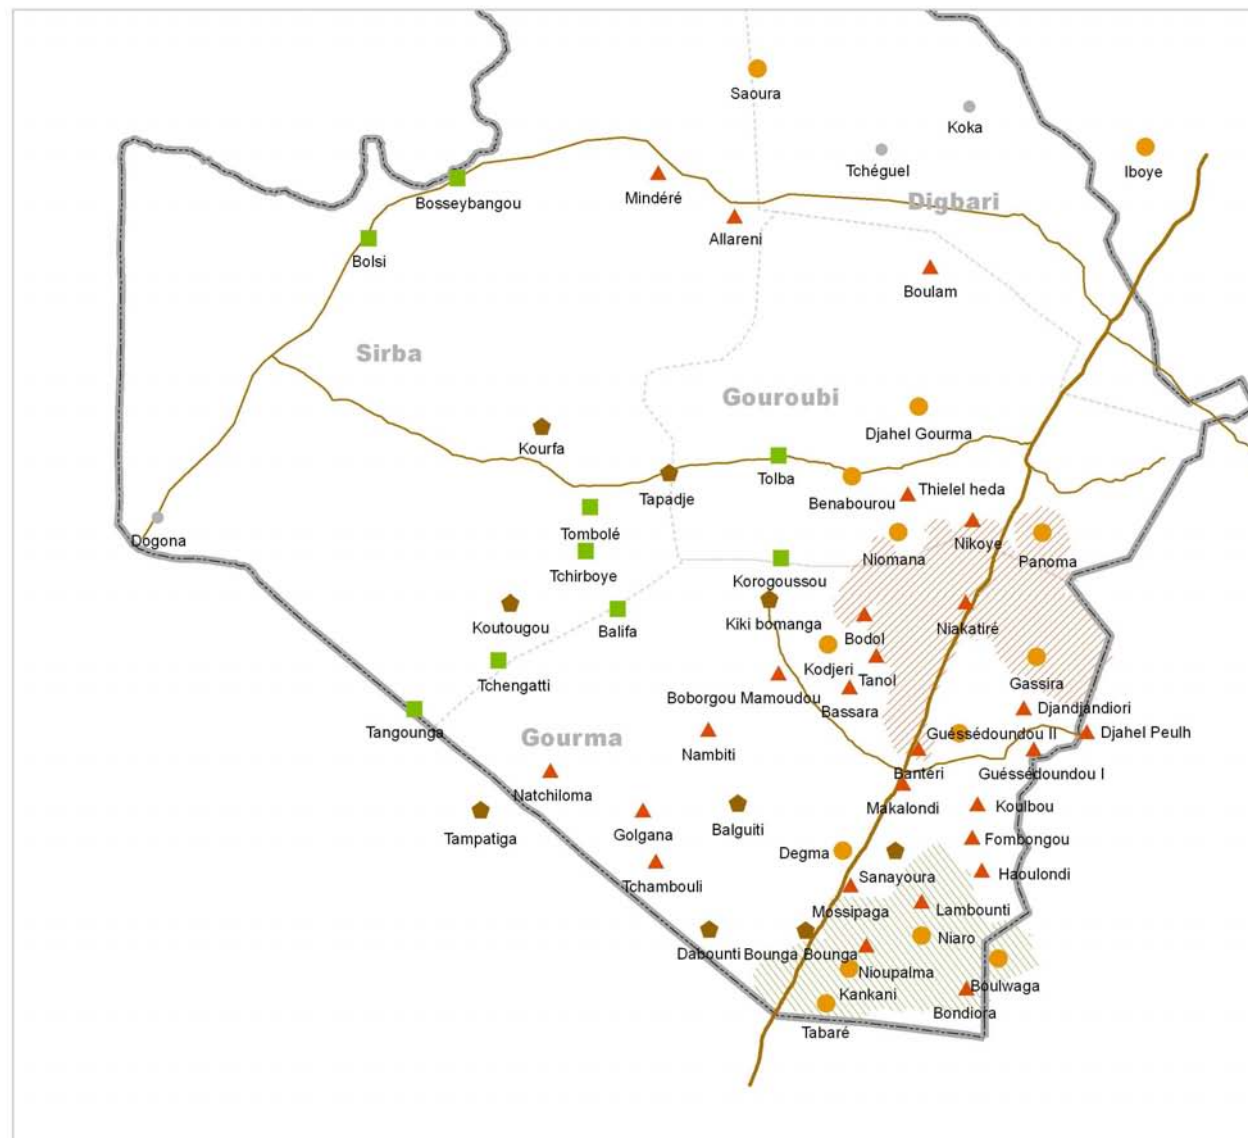 Saoura
Koka
Tchéguel
Iboye
Mindéré
Bosseybangou
Digbari
Allareni
Bolsi
Boulam
Sirba
Gouroubi
Djahel Gourma
Kourfa
Tolba
Tapadje
Thielel heda
Benabourou
Tombolé
Dogona
Nikoye
Tchirboye
Niomana
Panoma
Korogoussou
Kiki bomanga
Koutougou
Balifa
Niakatiré
Bodol
Kodjeri
Tanol
Gassira
Tchengatti
Boborgou Mamoudou
Bassara
Djandjandiori
Tangounga
Gourma
Guéssédoundou II
Djahel Peulh
Nambiti
Bantéri
Guéssédoundou I
Natchiloma
Makalondi
Koulbou
Tampatiga
Golgana
Balguiti
Fombongou
Degma
Haoulondi
Sanayoura
Tchambouli
Mossipaga
Lambounti
Niaro
Dabounti
Bounga
Bounga
Nioupalma
Boulwaga
Kankani
Bondiora
Tabaré